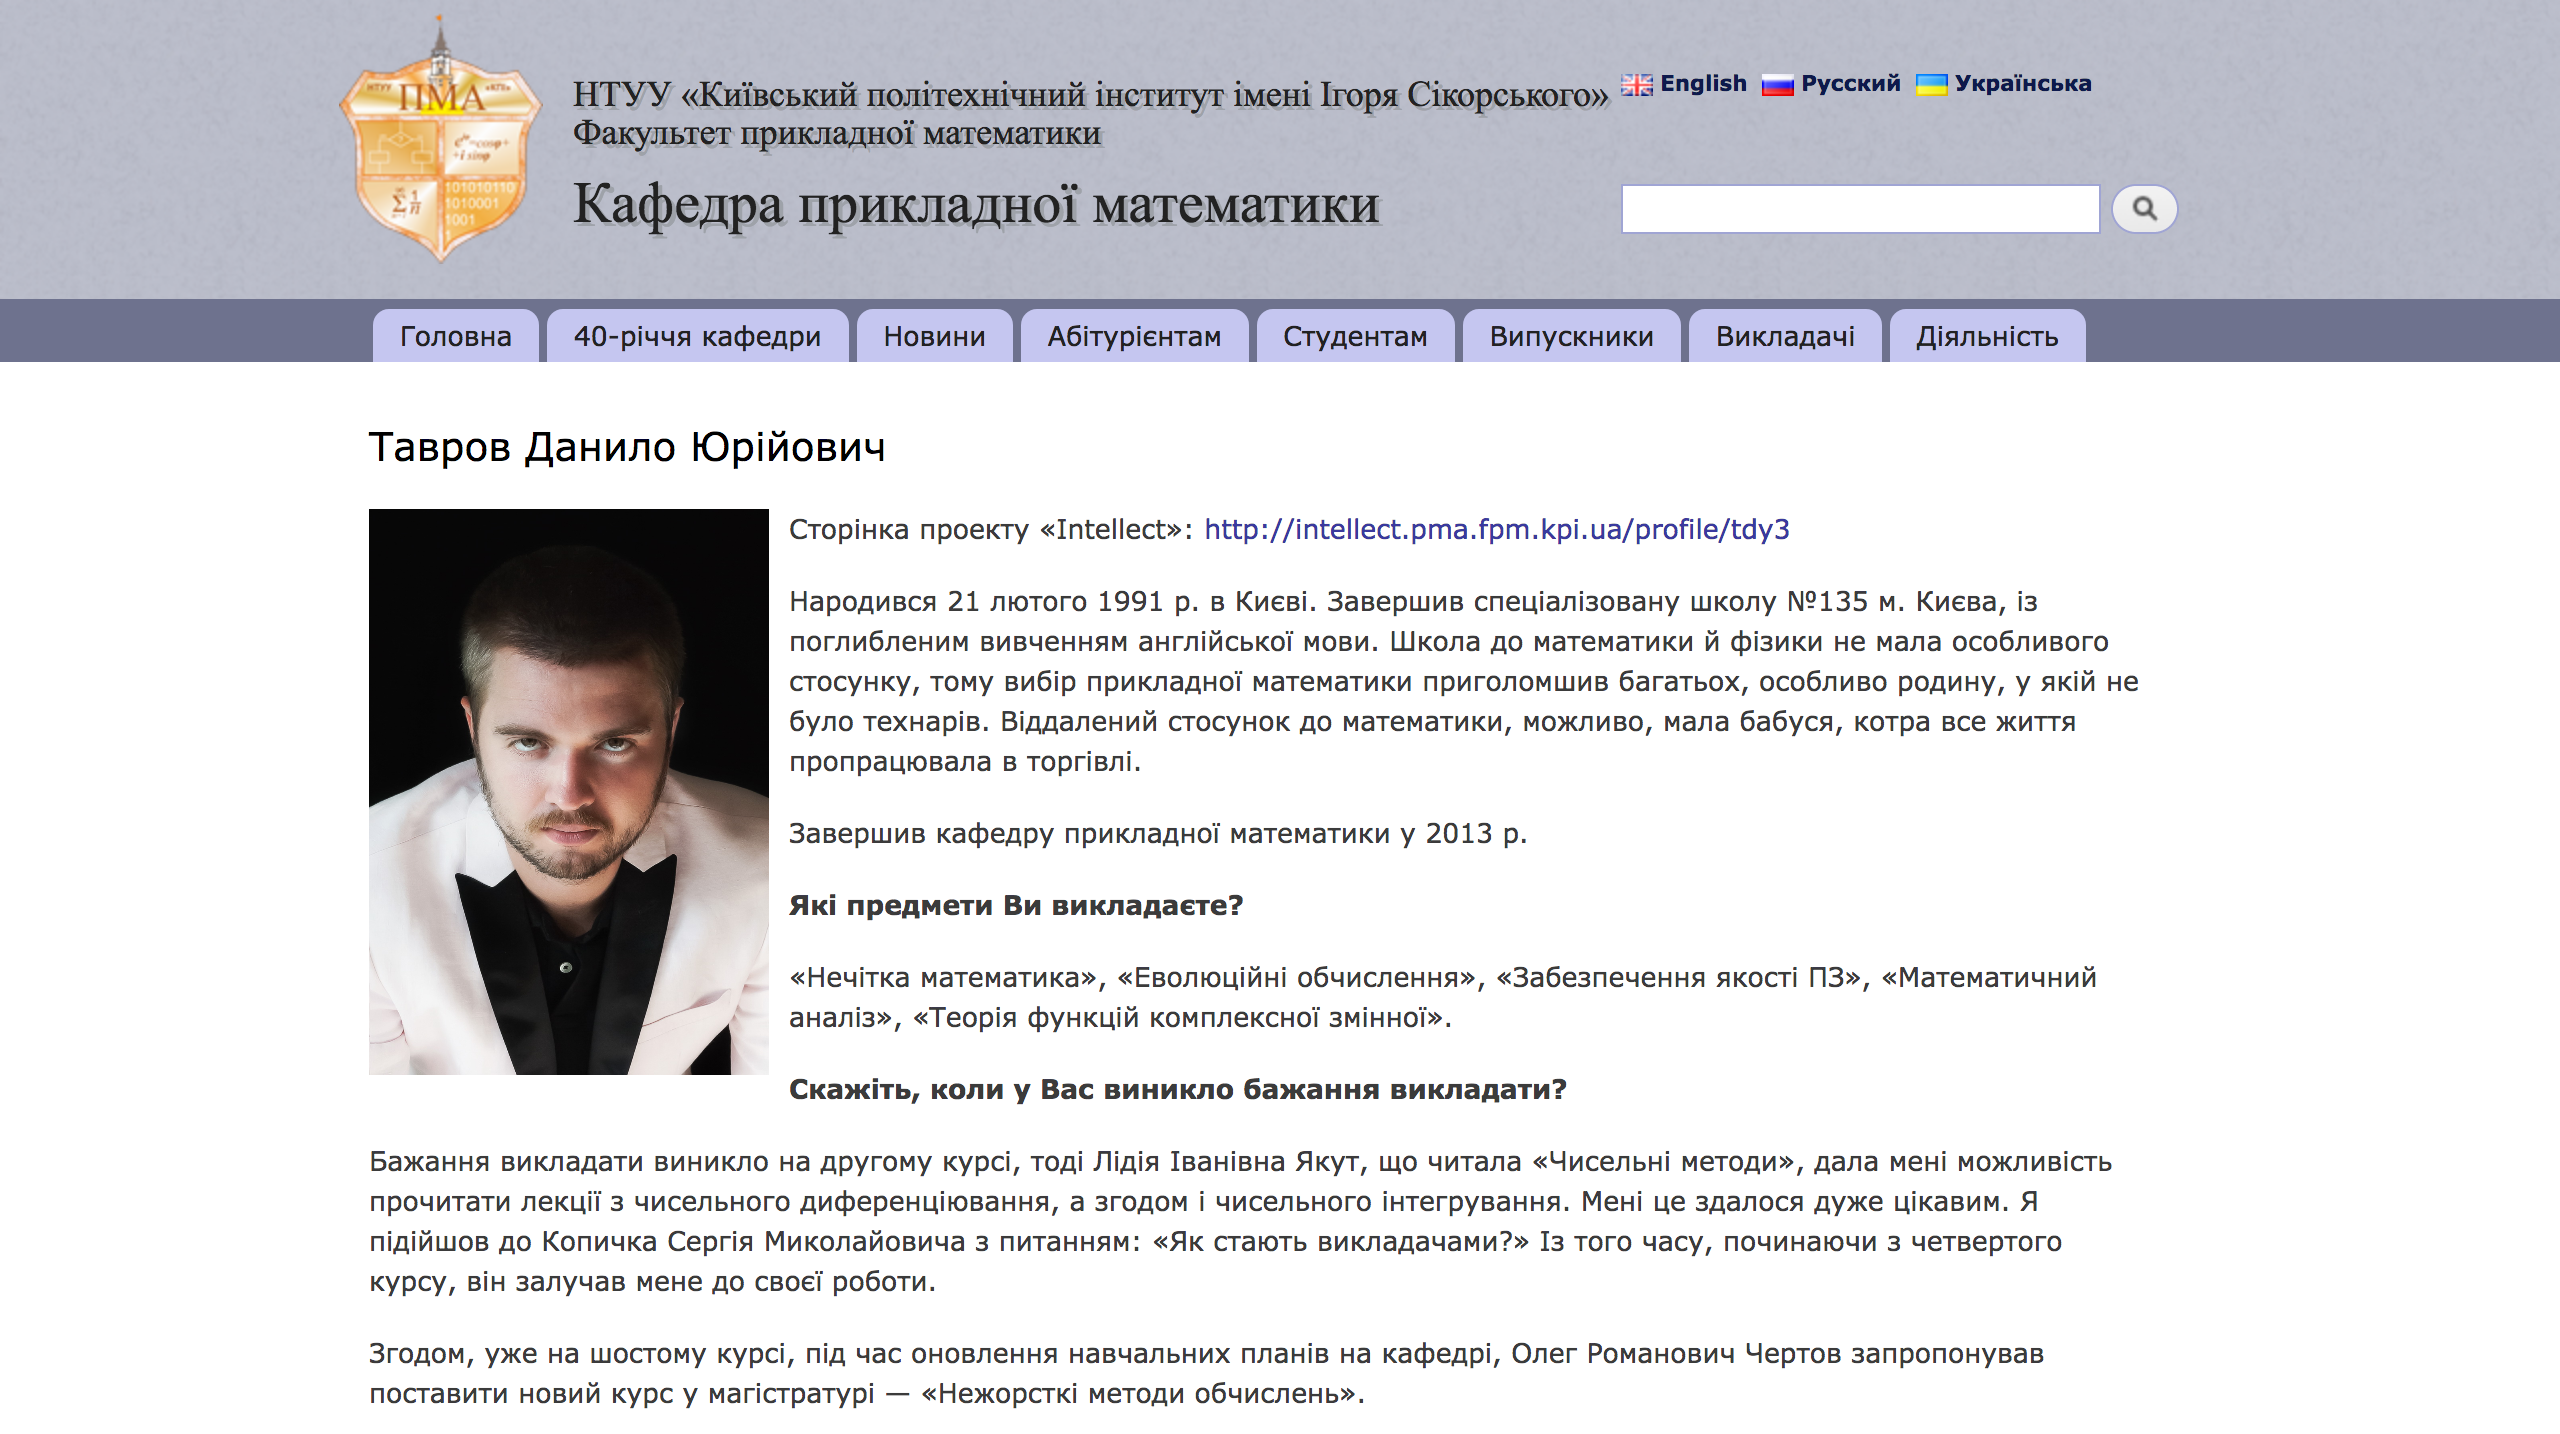 НТУУ «КПІ»
ПМА
e^iφ=cosφ+
+i sinφ
101010110
1010001
1001
1
НТУУ «Київський політехнічний інститут імені Ігоря Сікорського»
Факультет прикладної математики
Кафедра прикладної математики
English Русский Українська
Головна 40-річчя кафедри Новини Абітурієнтам Студентам Випускники Викладачі Діяльність
Тавров Данило Юрійович
Сторінка проекту «Intellect»: http://intellect.pma.fpm.kpi.ua/profile/tdy3
Народився 21 лютого 1991 р. в Києві. Завершив спеціалізовану школу №135 м. Києва, із
поглибленим вивченням англійської мови. Школа до математики й фізики не мала особливого
стосунку, тому вибір прикладної математики приголомшив багатьох, особливо родину, у якій не
було технарів. Віддалений стосунок до математики, можливо, мала бабуся, котра все життя
пропрацювала в торгівлі.
Завершив кафедру прикладної математики у 2013 р.
Які предмети Ви викладаєте?
«Нечітка математика», «Еволюційні обчислення», «Забезпечення якості ПЗ», «Математичний
аналіз», «Теорія функцій комплексної змінної».
Скажіть, коли у Вас виникло бажання викладати?
Бажання викладати виникло на другому курсі, тоді Лідія Іванівна Якут, що читала «Чисельні методи», дала мені можливість
прочитати лекції з чисельного диференціювання, а згодом і чисельного інтегрування. Мені це здалося дуже цікавим. Я
підійшов до Копичка Сергія Миколайовича з питанням: «Як стають викладачами?» Із того часу, починаючи з четвертого
курсу, він залучав мене до своєї роботи.
Згодом, уже на шостому курсі, під час оновлення навчальних планів на кафедрі, Олег Романович Чертов запропонував
поставити новий курс у магістратурі — «Нежорсткі методи обчислень».